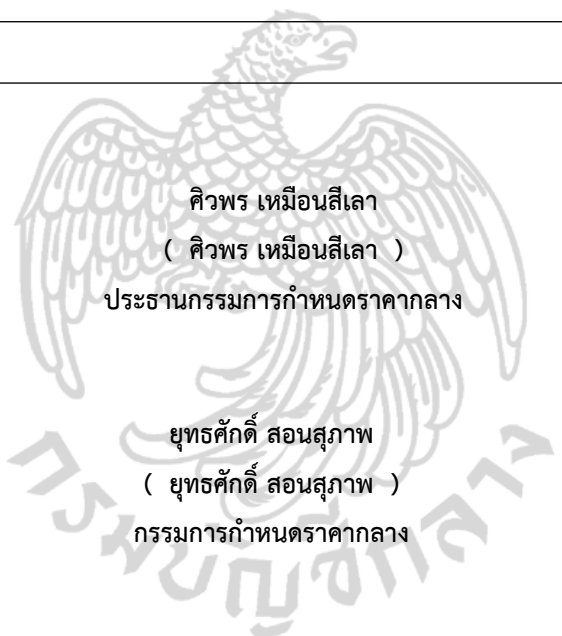 ศิวพร เหมือนสีเลา
( ศิวพร เหมือนสีเลา )
ประธานกรรมการกำหนดราคากลาง
ยุทธศักดิ์ สอนสุภาพ
( ยุทธศักดิ์ สอนสุภาพ )
กรรมการกำหนดราคากลาง
กรมบัญชีกลาง